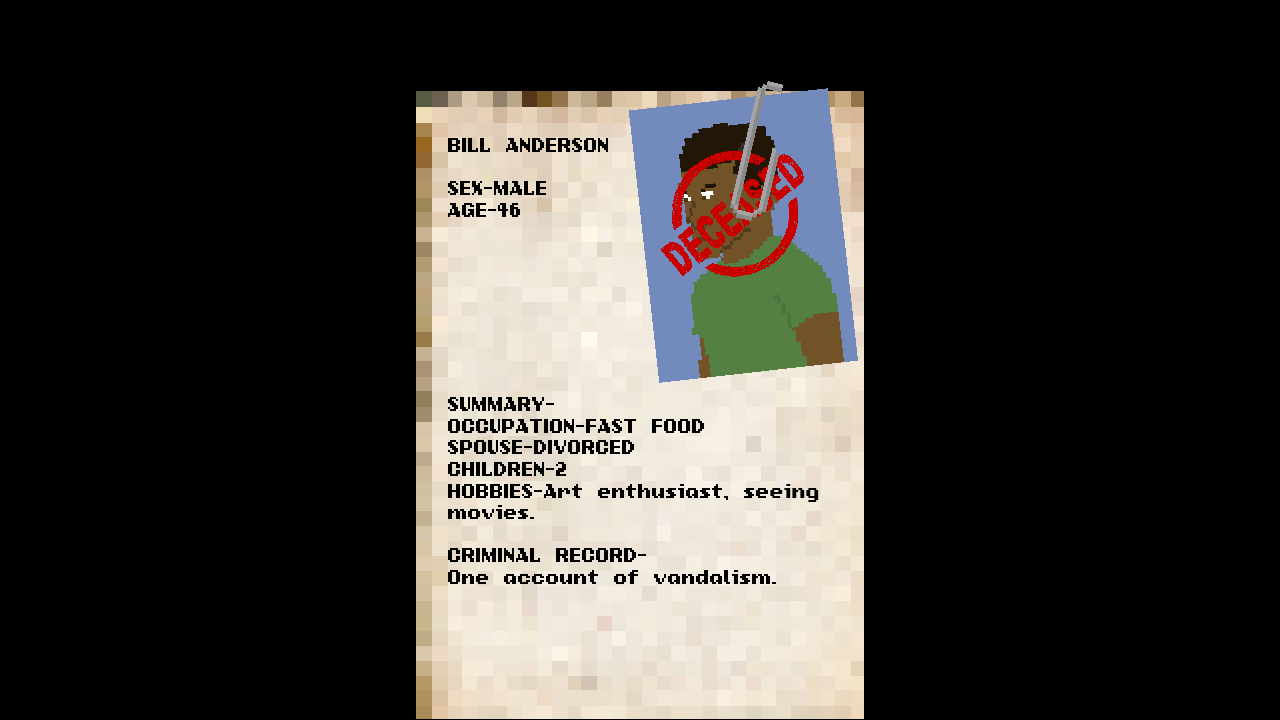 BILL ANDERSON
SEX-MALE
AGE-46
DECEASED
SUMMARY-
OCCUPATION-FAST FOOD
SPOUSE-DIVORCED
CHILDREN-2
HOBBIES-Art enthusiast, seeing
movies.
CRIMINAL RECORD-
One account of vandalism.